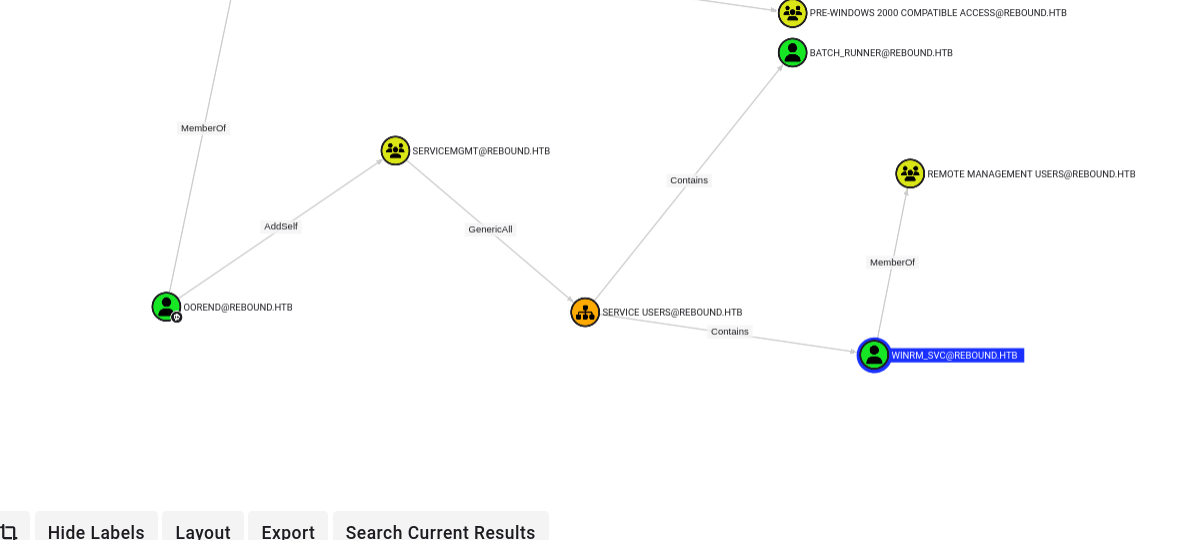 PRE-WINDOWS 2000 COMPATIBLE ACCESS@REBOUND.HTB
BATCH_RUNNER@REBOUND.HTB
MemberOf
SERVICEMGMT@REBOUND.HTB
REMOTE MANAGEMENT USERS@REBOUND.HTB
Contains
AddSelf
GenericAll
MemberOf
OOREND@REBOUND.HTB
SERVICE USERS@REBOUND.HTB
Contains
WINRM_SVC@REBOUND.HTB
Hide Labels
Layout
Export
Search Current Results